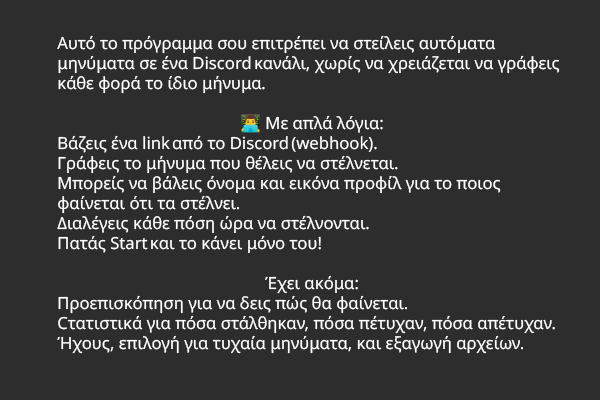 Αυτό το πρόγραμμα σου επιτρέπει να στείλεις αυτόματα
μηνύματα σε ένα Discord κανάλι, χωρίς να χρειάζεται να γράφεις
κάθε φορά το ίδιο μήνυμα.
👨‍💻 Με απλά λόγια:
Βάζεις ένα link από το Discord (webhook).
Γράφεις το μήνυμα που θέλεις να στέλνεται.
Μπορείς να βάλεις όνομα και εικόνα προφίλ για το ποιος
φαίνεται ότι τα στέλνει.
Διαλέγεις κάθε πόση ώρα να στέλνονται.
Πατάς Start και το κάνει μόνο του!
Έχει ακόμα:
Προεπισκόπηση για να δεις πώς θα φαίνεται.
Στατιστικά για πόσα στάλθηκαν, πόσα πέτυχαν, πόσα απέτυχαν.
Ήχους, επιλογή για τυχαία μηνύματα, και εξαγωγή αρχείων.